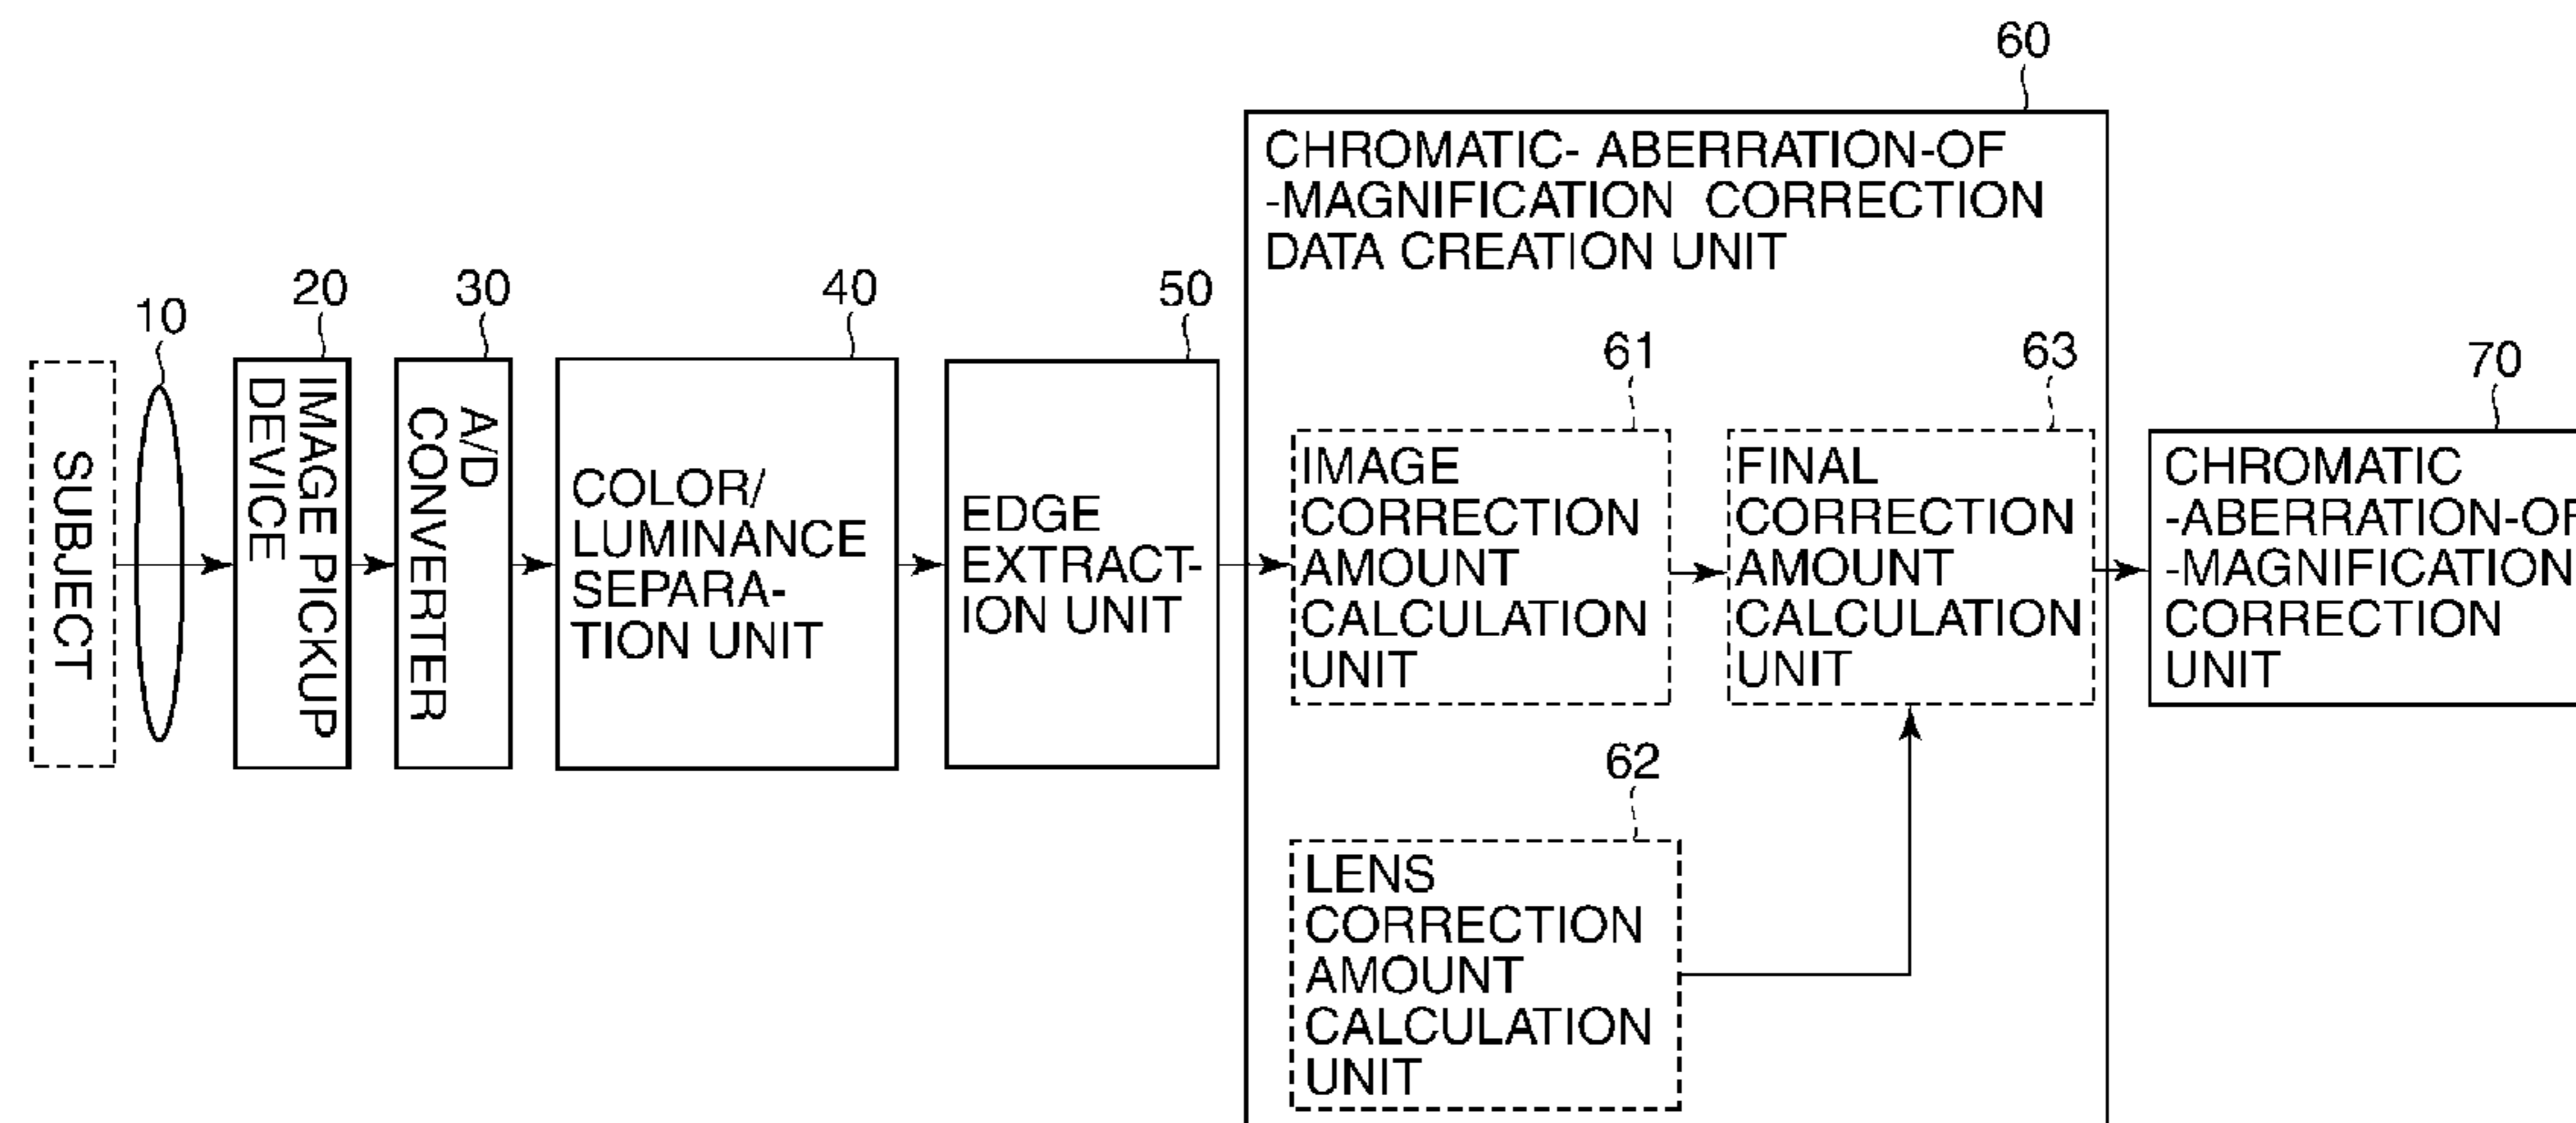 60
CHROMATIC- ABERRATION-OF
-MAGNIFICATION CORRECTION
DATA CREATION UNIT
10
20
30
40
50
61
63
70
SUBJECT
IMAGE PICKUP
DEVICE
A/D
CONVERTER
COLOR/
LUMINANCE
SEPARA-
TION UNIT
EDGE
EXTRACT-
ION UNIT
IMAGE
CORRECTION
AMOUNT
CALCULATION
UNIT
FINAL
CORRECTION
AMOUNT
CALCULATION
UNIT
CHROMATIC
-ABERRATION-OF
-MAGNIFICATION
CORRECTION
UNIT
62
LENS
CORRECTION
AMOUNT
CALCULATION
UNIT